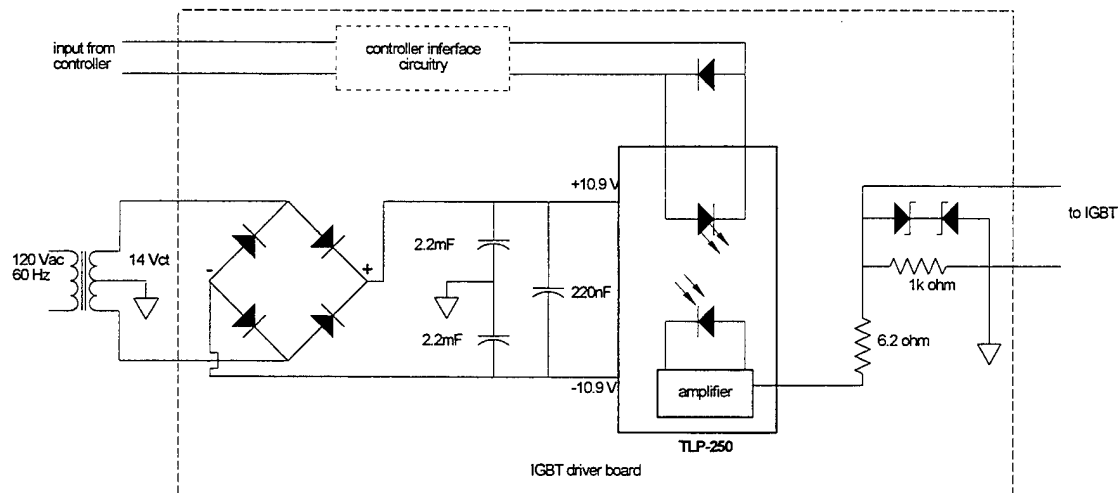 input from
controller
controller inferface
circuitry
+10.9 V
to IGBT
120 Vac
60 Hz
14 Vct
-
+
2.2mF
220nF
1k ohm
2.2mF
6.2 ohm
-10.9 V
amplifier
TLP-250
IGBT driver board